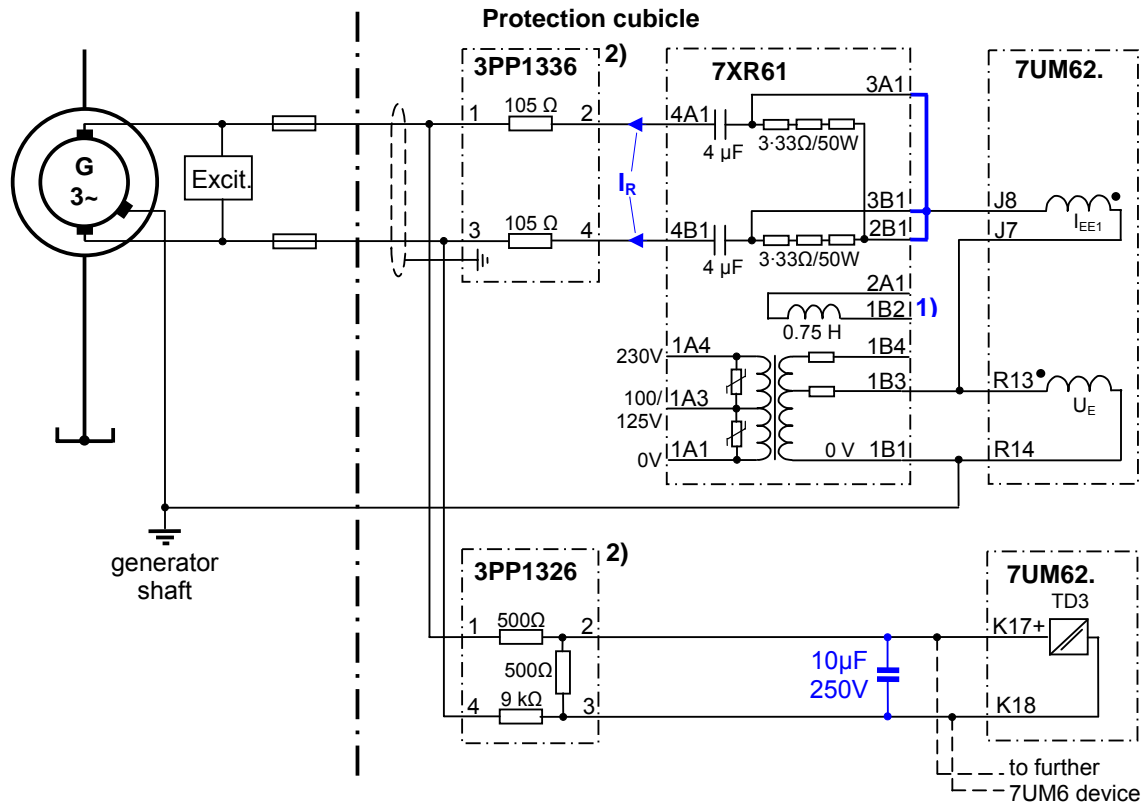 Protection cubicle
3PP1336
2)
7XR61
7UM62.
G
3~
Excit.
1
105 Ω
2
3
105 Ω
4
I_R
4A1
4 µF
3·33Ω/50W
3A1
3B1
2B1
4B1
4 µF
3·33Ω/50W
2A1
1B2
1)
0.75 H
J8
J7
I_EE1
230V
1A4
100/
125V
1A3
0V
1A1
1B4
1B3
0 V
1B1
R13
R14
U_E
generator
shaft
3PP1326
2)
1
500Ω
2
500Ω
4
9 kΩ
3
10µF
250V
7UM62.
TD3
K17+
K18
to further
7UM6 device